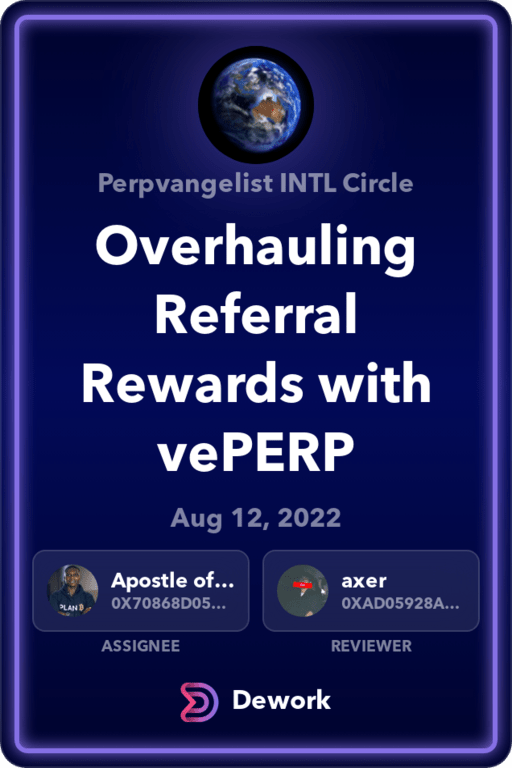 Perpvangelist INTL Circle
Overhauling
Referral
Rewards with
vePERP
Aug 12, 2022
Apostle of...
0X70868D05...
ASSIGNEE
axer
0XAD05928A...
REVIEWER
Dework
PLAN